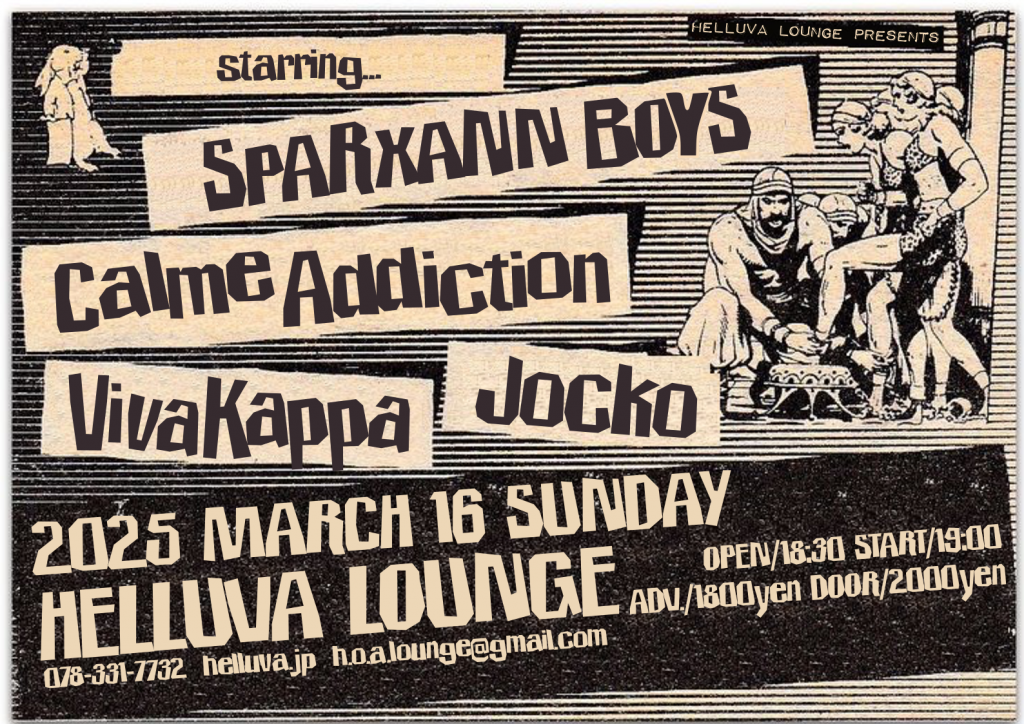 HELLUVA LOUNGE PRESENTS
starring...
SPARXANN BOYS
Calme Addiction
VivaKappa
Jocko
2025 MARCH 16 SUNDAY
HELLUVA LOUNGE
OPEN/18:30 START/19:00
ADV./1800yen DOOR/2000yen
078-331-7732 helluva.jp h.o.a.lounge@gmail.com